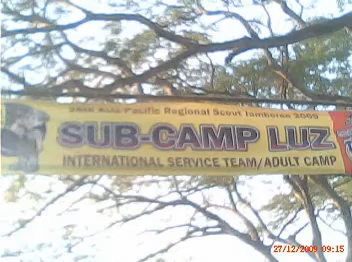 Asia-Pacific Regional Scout Jamboree 2009
SUB-CAMP LUZ
INTERNATIONAL SERVICE TEAM/ADULT CAMP
27/12/2009 09:15